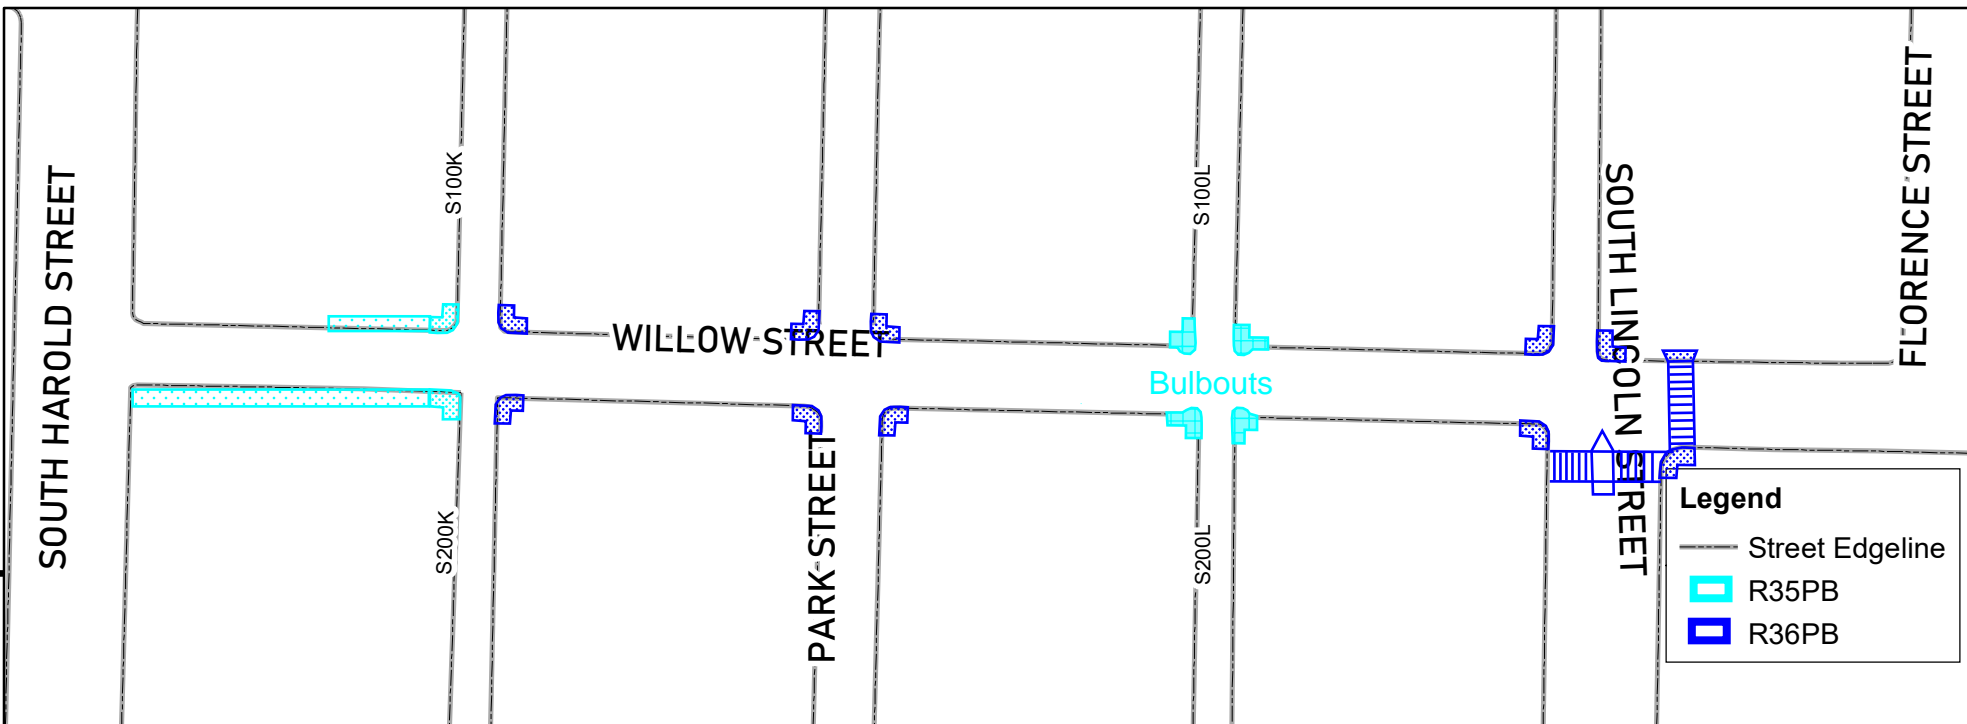 SOUTH HAROLD STREET
S100K
S200K
WILLOW STREET
PARK STREET
S100L
Bulbouts
S200L
SOUTH LINCOLN STREET
FLORENCE STREET
Legend
Street Edgeline
R35PB
R36PB